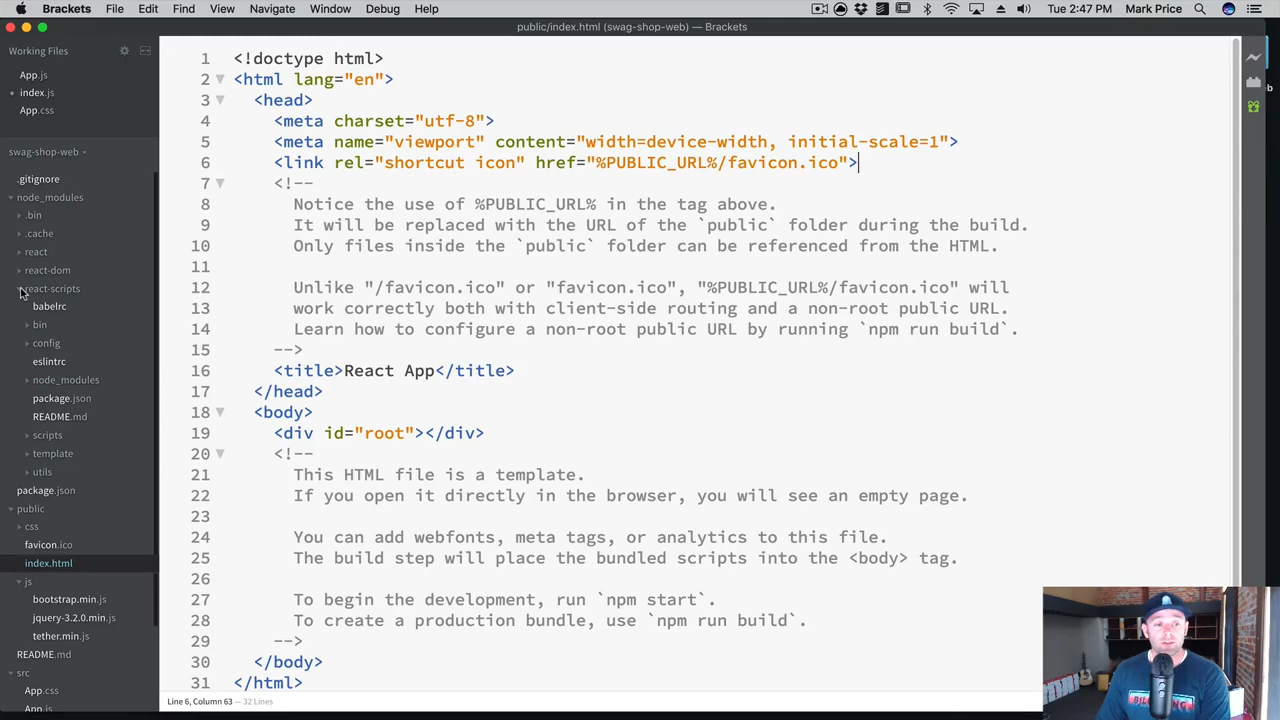 Brackets File Edit Find View Navigate Window Debug Help
Tue 2:47 PM Mark Price
public/index.html (swag-shop-web) — Brackets
Working Files
App.js
index.js
App.css
swag-shop-web
.gitignore
node_modules
.bin
.cache
react
react-dom
react-scripts
babelrc
bin
config
eslintrc
node_modules
package.json
README.md
scripts
template
utils
package.json
public
css
favicon.ico
index.html
js
bootstrap.min.js
jquery-3.2.0.min.js
tether.min.js
README.md
src
App.css
App.js
1 <!doctype html>
2 <html lang="en">
3 <head>
4 <meta charset="utf-8">
5 <meta name="viewport" content="width=device-width, initial-scale=1">
6 <link rel="shortcut icon" href="%PUBLIC_URL%/favicon.ico">
7 <!--
8 Notice the use of %PUBLIC_URL% in the tag above.
9 It will be replaced with the URL of the `public` folder during the build.
10 Only files inside the `public` folder can be referenced from the HTML.
11
12 Unlike "/favicon.ico" or "favicon.ico", "%PUBLIC_URL%/favicon.ico" will
13 work correctly both with client-side routing and a non-root public URL.
14 Learn how to configure a non-root public URL by running `npm run build`.
15 -->
16 <title>React App</title>
17 </head>
18 <body>
19 <div id="root"></div>
20 <!--
21 This HTML file is a template.
22 If you open it directly in the browser, you will see an empty page.
23
24 You can add webfonts, meta tags, or analytics to this file.
25 The build step will place the bundled scripts into the <body> tag.
26
27 To begin the development, run `npm start`.
28 To create a production bundle, use `npm run build`.
29 -->
30 </body>
31 </html>
Line 6, Column 63 — 32 Lines